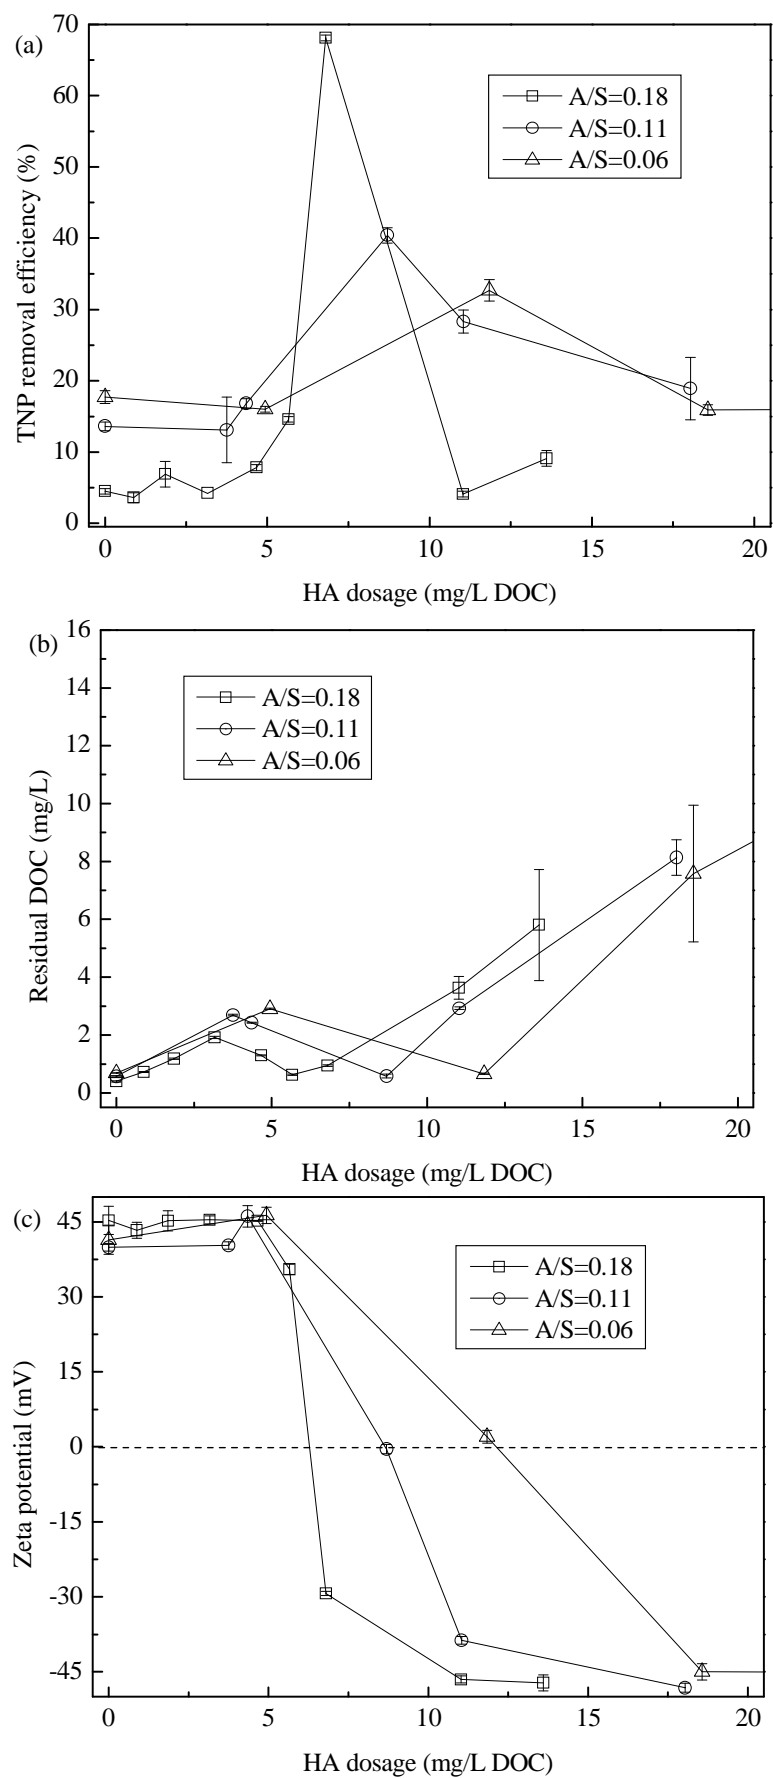 (a)
70
60
50
40
30
20
10
0
TNP removal efficiency (%)
A/S=0.18
A/S=0.11
A/S=0.06
0 5 10 15 20
HA dosage (mg/L DOC)
(b)
16
14
12
10
8
6
4
2
0
Residual DOC (mg/L)
A/S=0.18
A/S=0.11
A/S=0.06
0 5 10 15 20
HA dosage (mg/L DOC)
(c)
45
30
15
0
-15
-30
-45
Zeta potential (mV)
A/S=0.18
A/S=0.11
A/S=0.06
0 5 10 15 20
HA dosage (mg/L DOC)